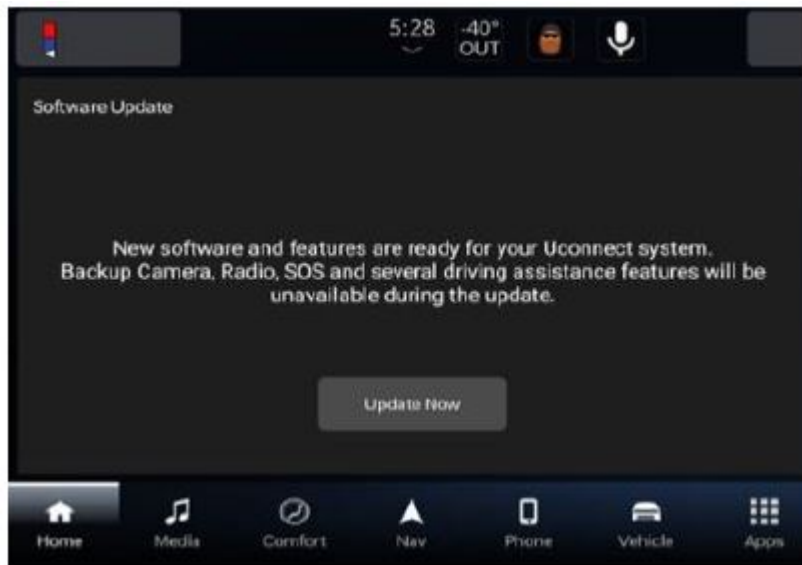 5:28
-40°
OUT
Software Update
New software and features are ready for your Uconnect system.
Backup Camera, Radio, SOS and several driving assistance features will be
unavailable during the update.
Update Now
Home Media Comfort Nav Phone Vehicle Apps